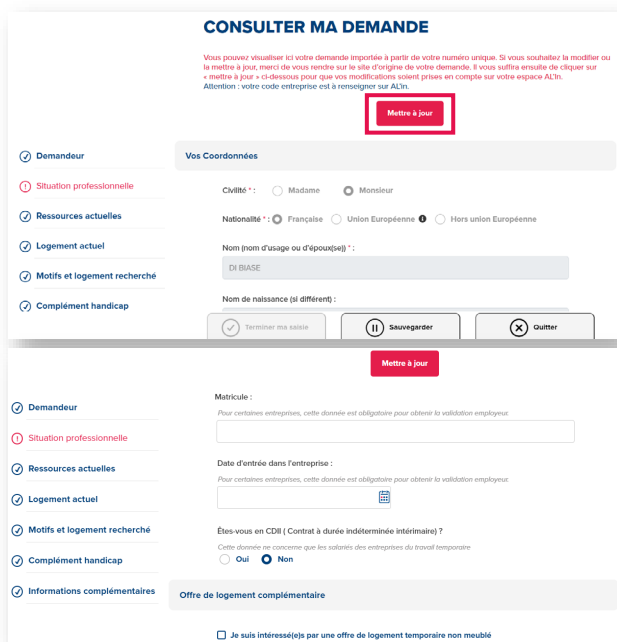 CONSULTER MA DEMANDE
Vous pouvez visualiser ici votre demande importée à partir de votre numéro unique. Si vous souhaitez la modifier ou
la mettre à jour, merci de vous rendre sur le site d'origine de votre demande. Il vous suffira ensuite de cliquer sur
« mettre à jour » ci-dessous pour que vos modifications soient prises en compte sur votre espace AL'in.
Attention : votre code entreprise est à renseigner sur AL'in.
Mettre à jour
Demandeur
Situation professionnelle
Ressources actuelles
Logement actuel
Motifs et logement recherché
Complément handicap
Vos Coordonnées
Civilité * : Madame Monsieur
Nationalité * : Française Union Européenne Hors union Européenne
Nom (nom d'usage ou d'époux(se)) * :
DI BIASE
Nom de naissance (si différent) :
Terminer ma saisie Sauvegarder Quitter
Mettre à jour
Demandeur
Situation professionnelle
Ressources actuelles
Logement actuel
Motifs et logement recherché
Complément handicap
Informations complémentaires
Matricule :
Pour certaines entreprises, cette donnée est obligatoire pour obtenir la validation employeur.
Date d'entrée dans l'entreprise :
Pour certaines entreprises, cette donnée est obligatoire pour obtenir la validation employeur.
Êtes-vous en CDII ( Contrat à durée indéterminée intérimaire) ?
Cette donnée ne concerne que les salariés des entreprises du travail temporaire
Oui Non
Offre de logement complémentaire
Je suis intéressé(e)s par une offre de logement temporaire non meublé